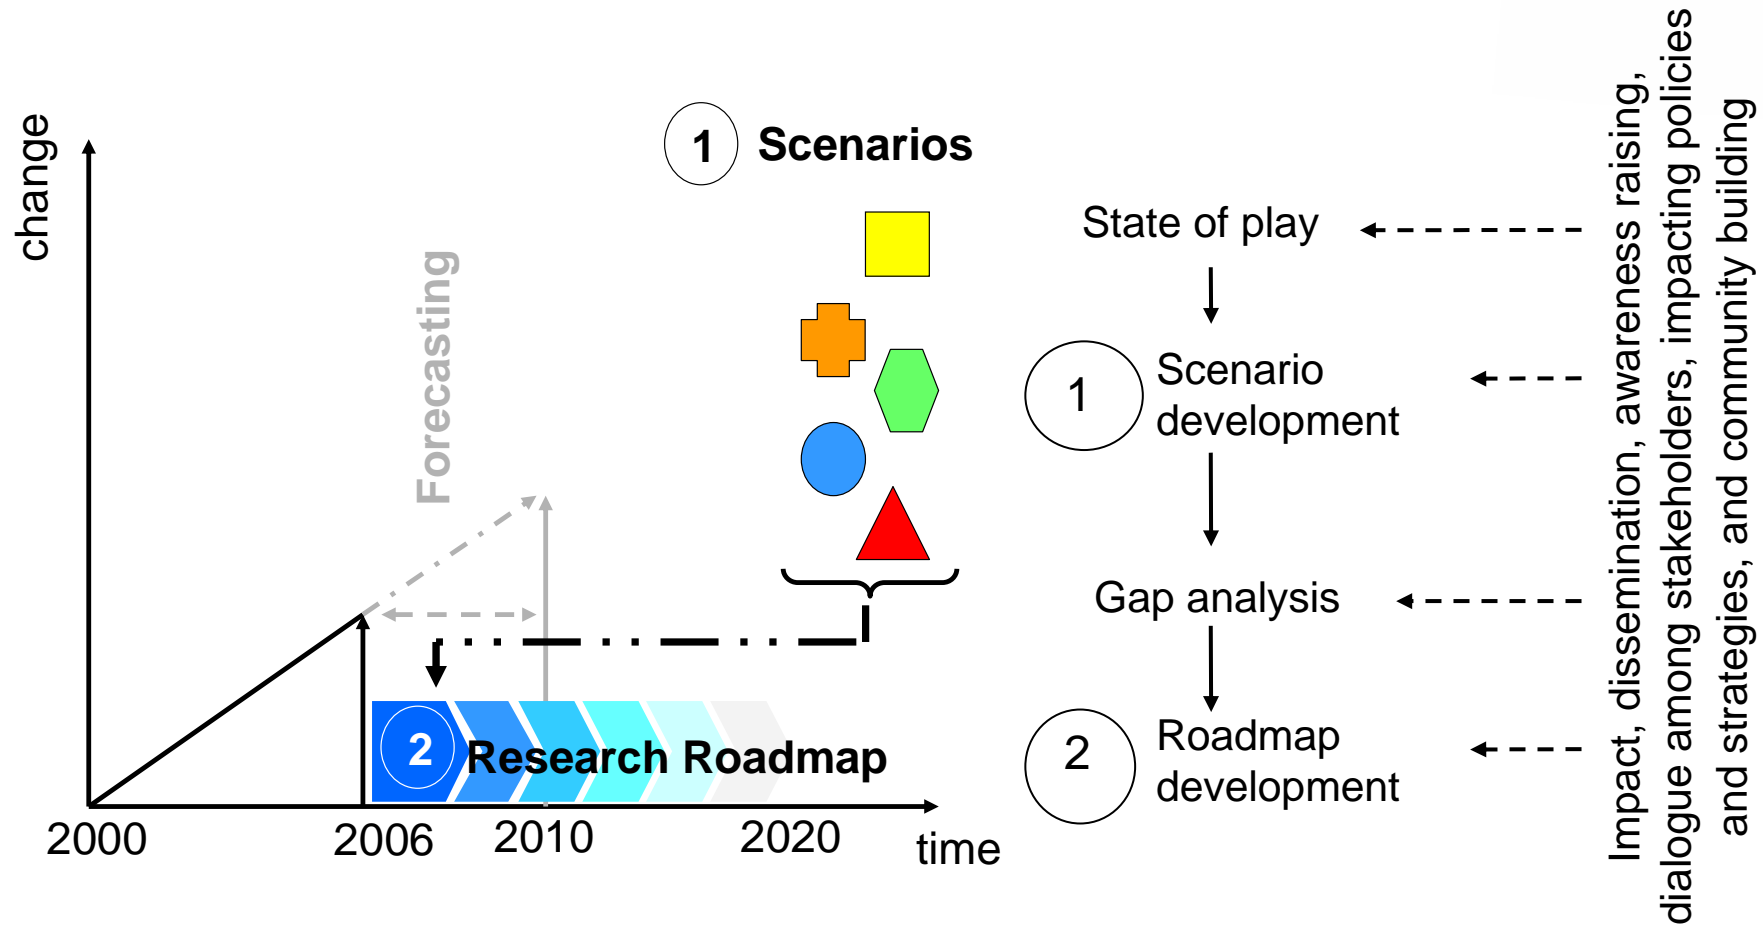 change
1 Scenarios
Forecasting
2 Research Roadmap
2000
2006
2010
2020
time
State of play
1
Scenario
development
Gap analysis
2
Roadmap
development
Impact, dissemination, awareness raising,
dialogue among stakeholders, impacting policies
and strategies, and community building